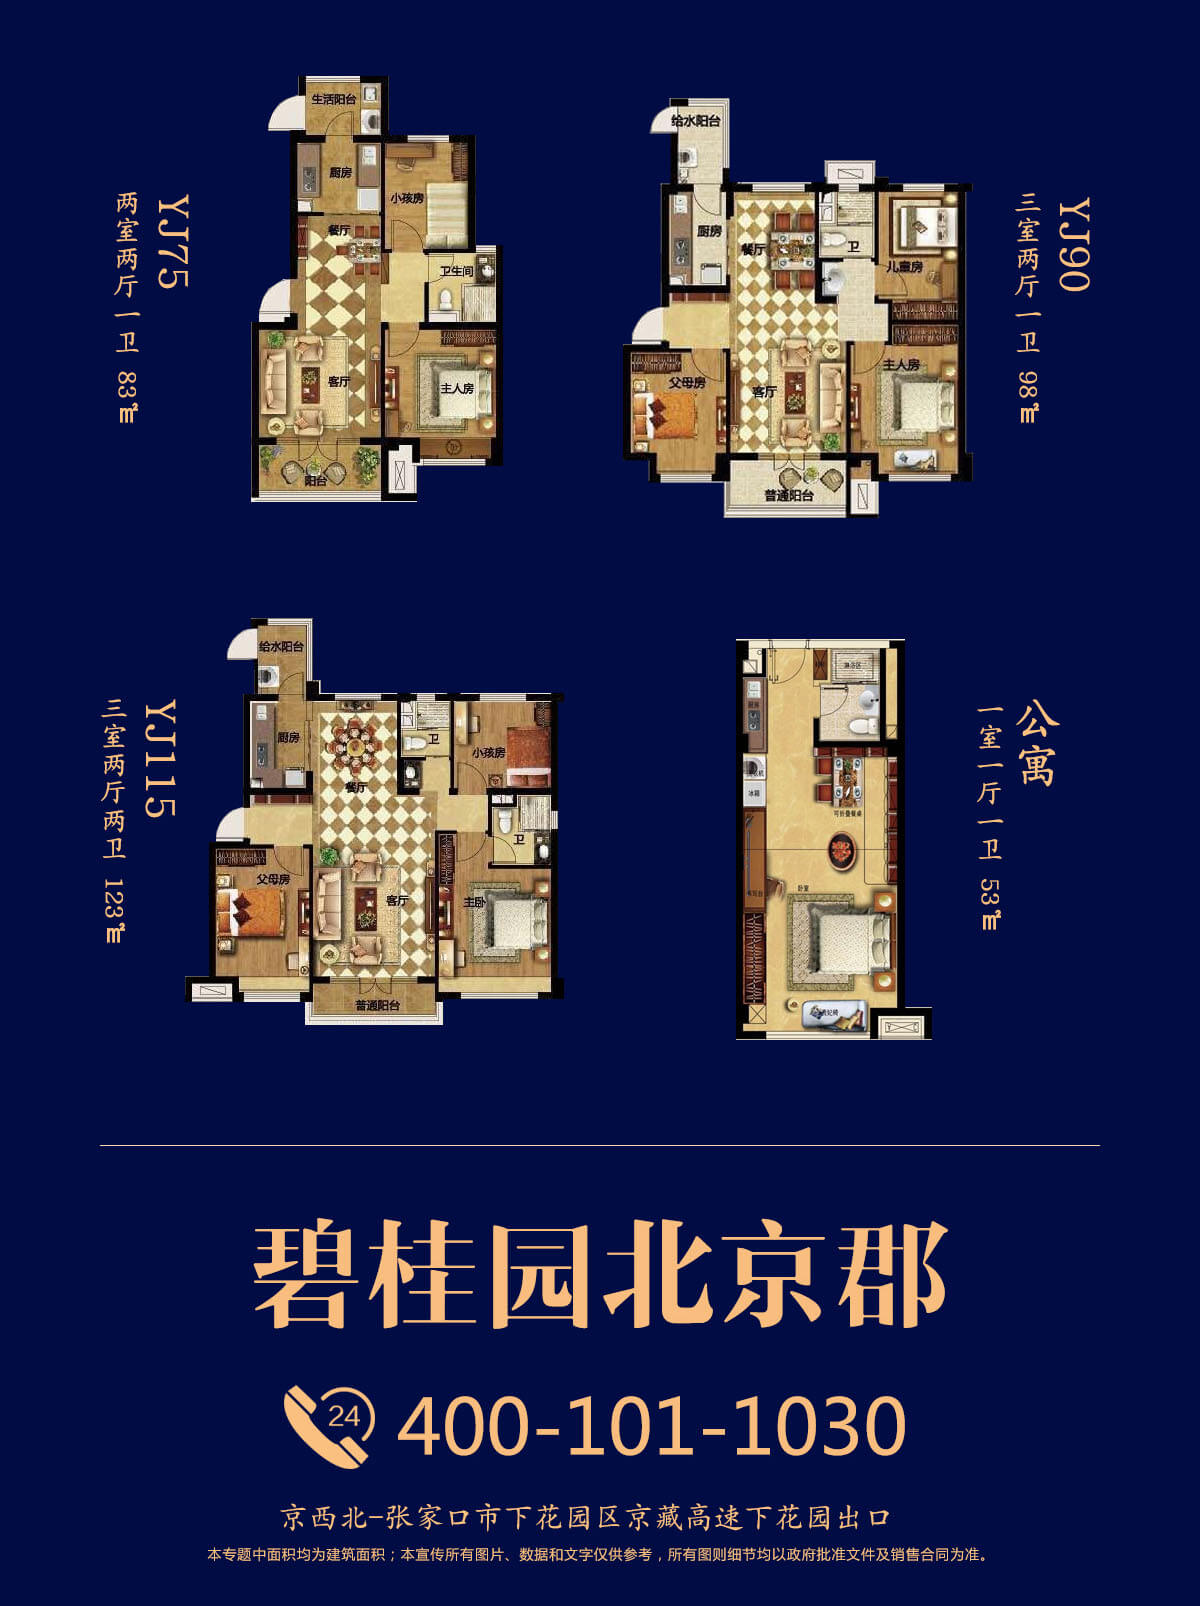 YJ75
两室两厅一卫 83㎡
生活阳台
厨房
小孩房
餐厅
卫生间
客厅
主人房
阳台
YJ90
三室两厅一卫 98㎡
给水阳台
厨房
餐厅
卫
儿童房
父母房
客厅
主人房
普通阳台
YJ115
三室两厅两卫 123㎡
给水阳台
厨房
餐厅
卫
小孩房
卫
父母房
客厅
主卧
普通阳台
公寓
一室一厅一卫 53㎡
淋浴区
厨房
冰箱
可折叠餐桌
卧室
碧桂园北京郡
24
400-101-1030
京西北-张家口市下花园区京藏高速下花园出口
本专题中面积均为建筑面积；本宣传所有图片、数据和文字仅供参考，所有图则细节均以政府批准文件及销售合同为准。